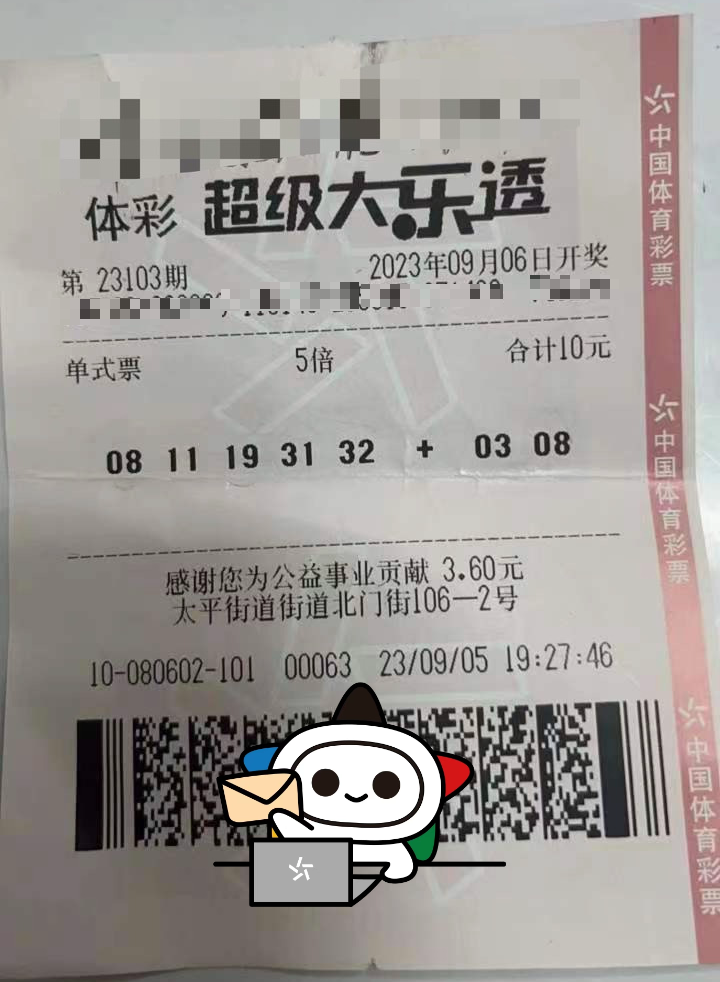 体彩 超级大乐透
第 23103期 2023年09月06日开奖
单式票 5倍 合计10元
08 11 19 31 32 + 03 08
感谢您为公益事业贡献 3.60元
太平街道街道北门街106—2号
10-080602-101 00063 23/09/05 19:27:46
中国体育彩票
中国体育彩票
中国体育彩票